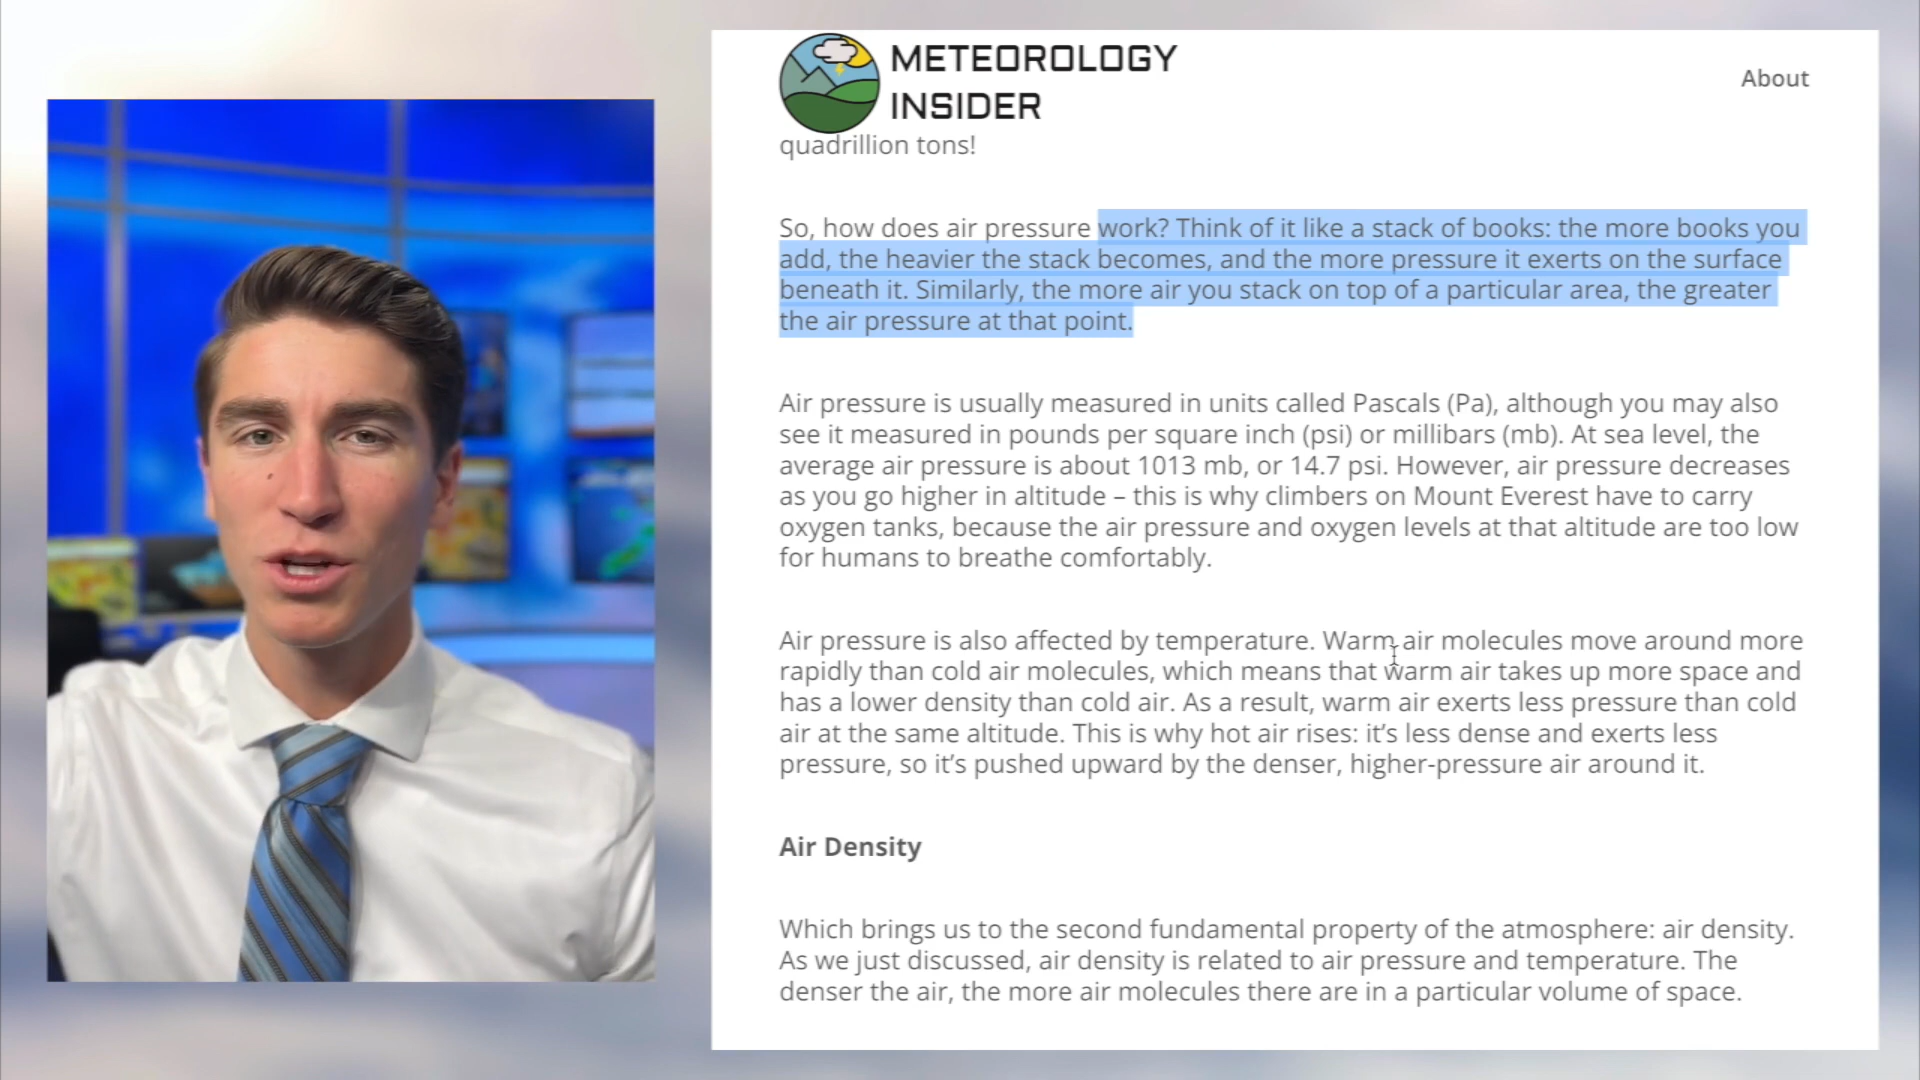 METEOROLOGY
INSIDER
About
quadrillion tons!
So, how does air pressure work? Think of it like a stack of books: the more books you
add, the heavier the stack becomes, and the more pressure it exerts on the surface
beneath it. Similarly, the more air you stack on top of a particular area, the greater
the air pressure at that point.
Air pressure is usually measured in units called Pascals (Pa), although you may also
see it measured in pounds per square inch (psi) or millibars (mb). At sea level, the
average air pressure is about 1013 mb, or 14.7 psi. However, air pressure decreases
as you go higher in altitude – this is why climbers on Mount Everest have to carry
oxygen tanks, because the air pressure and oxygen levels at that altitude are too low
for humans to breathe comfortably.
Air pressure is also affected by temperature. Warm air molecules move around more
rapidly than cold air molecules, which means that warm air takes up more space and
has a lower density than cold air. As a result, warm air exerts less pressure than cold
air at the same altitude. This is why hot air rises: it’s less dense and exerts less
pressure, so it’s pushed upward by the denser, higher-pressure air around it.
Air Density
Which brings us to the second fundamental property of the atmosphere: air density.
As we just discussed, air density is related to air pressure and temperature. The
denser the air, the more air molecules there are in a particular volume of space.